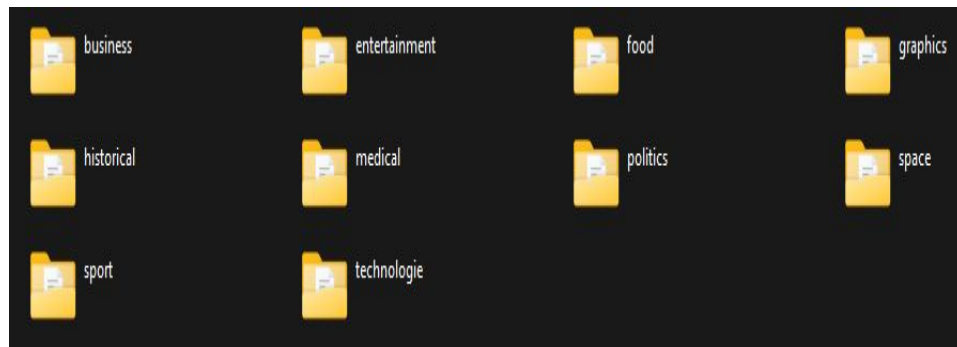 business
entertainment
food
graphics
historical
medical
politics
space
sport
technologie